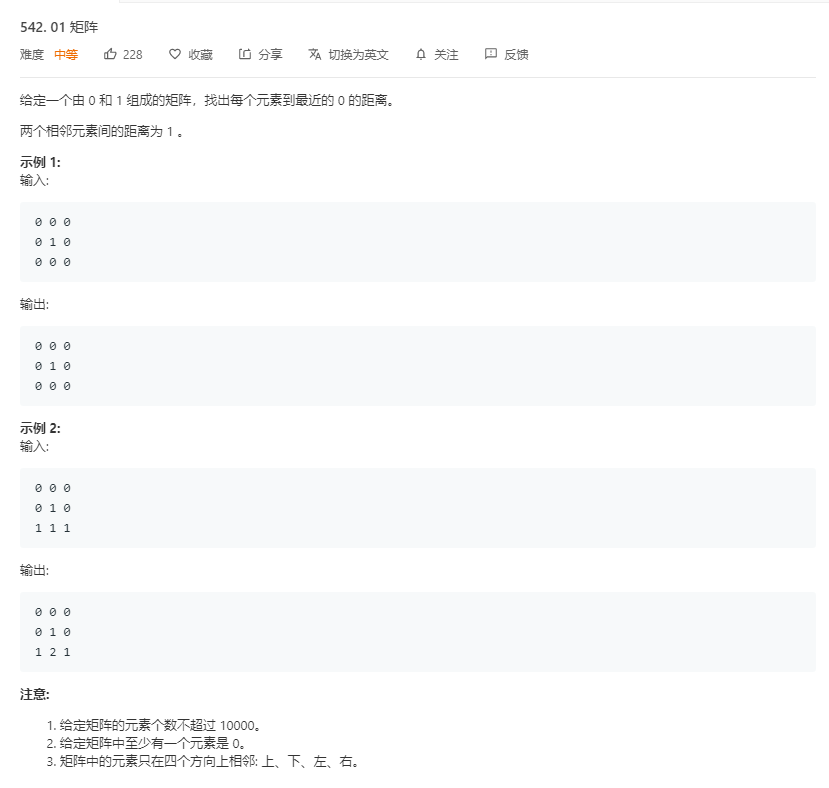 542. 01 矩阵
难度 中等 228 收藏 分享 切换为英文 关注 反馈
给定一个由 0 和 1 组成的矩阵，找出每个元素到最近的 0 的距离。
两个相邻元素间的距离为 1 。
示例 1:
输入:
0 0 0
0 1 0
0 0 0
输出:
0 0 0
0 1 0
0 0 0
示例 2:
输入:
0 0 0
0 1 0
1 1 1
输出:
0 0 0
0 1 0
1 2 1
注意:
1. 给定矩阵的元素个数不超过 10000。
2. 给定矩阵中至少有一个元素是 0。
3. 矩阵中的元素只在四个方向上相邻: 上、下、左、右。